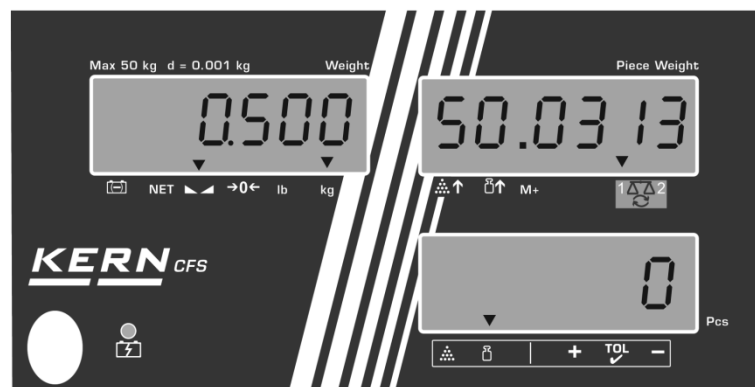 Max 50 kg d = 0.001 kg Weight
Piece Weight
0.500
50.0313
NET →0← lb kg
M+
1 2
KERN CFS
0
Pcs
+ TOL −